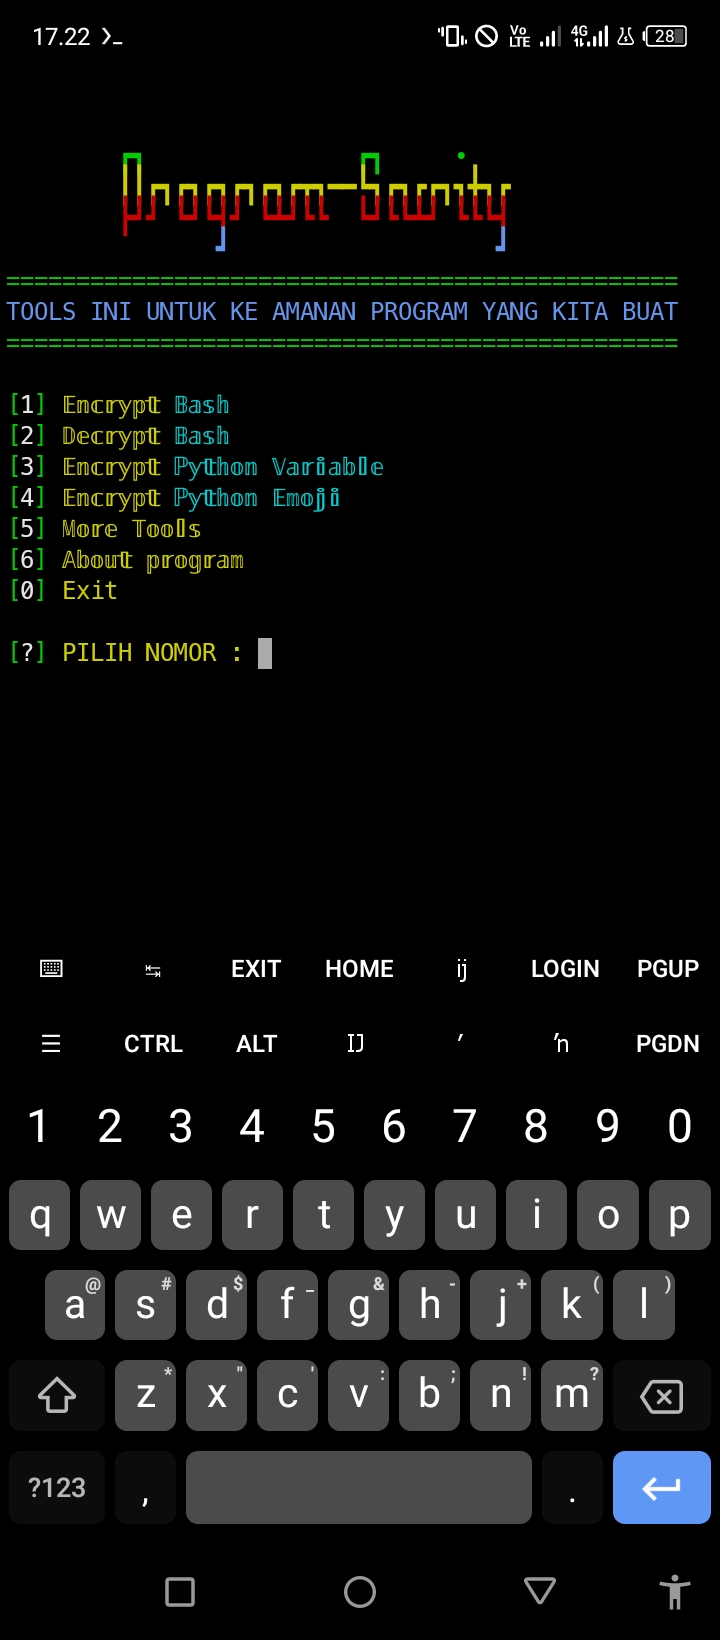 17.22
Vo LTE 4G 28
Program-Security
==================================================
TOOLS INI UNTUK KE AMANAN PROGRAM YANG KITA BUAT
==================================================
[1] Encrypt Bash
[2] Decrypt Bash
[3] Encrypt Python Variable
[4] Encrypt Python Emoji
[5] More Tools
[6] About program
[0] Exit
[?] PILIH NOMOR :
EXIT HOME ij LOGIN PGUP
CTRL ALT IJ ′ ʼn PGDN
1 2 3 4 5 6 7 8 9 0
q w e r t y u i o p
@ # $ _ & - + ( )
a s d f g h j k l
* " ' : ; ! ?
z x c v b n m
?123 , .